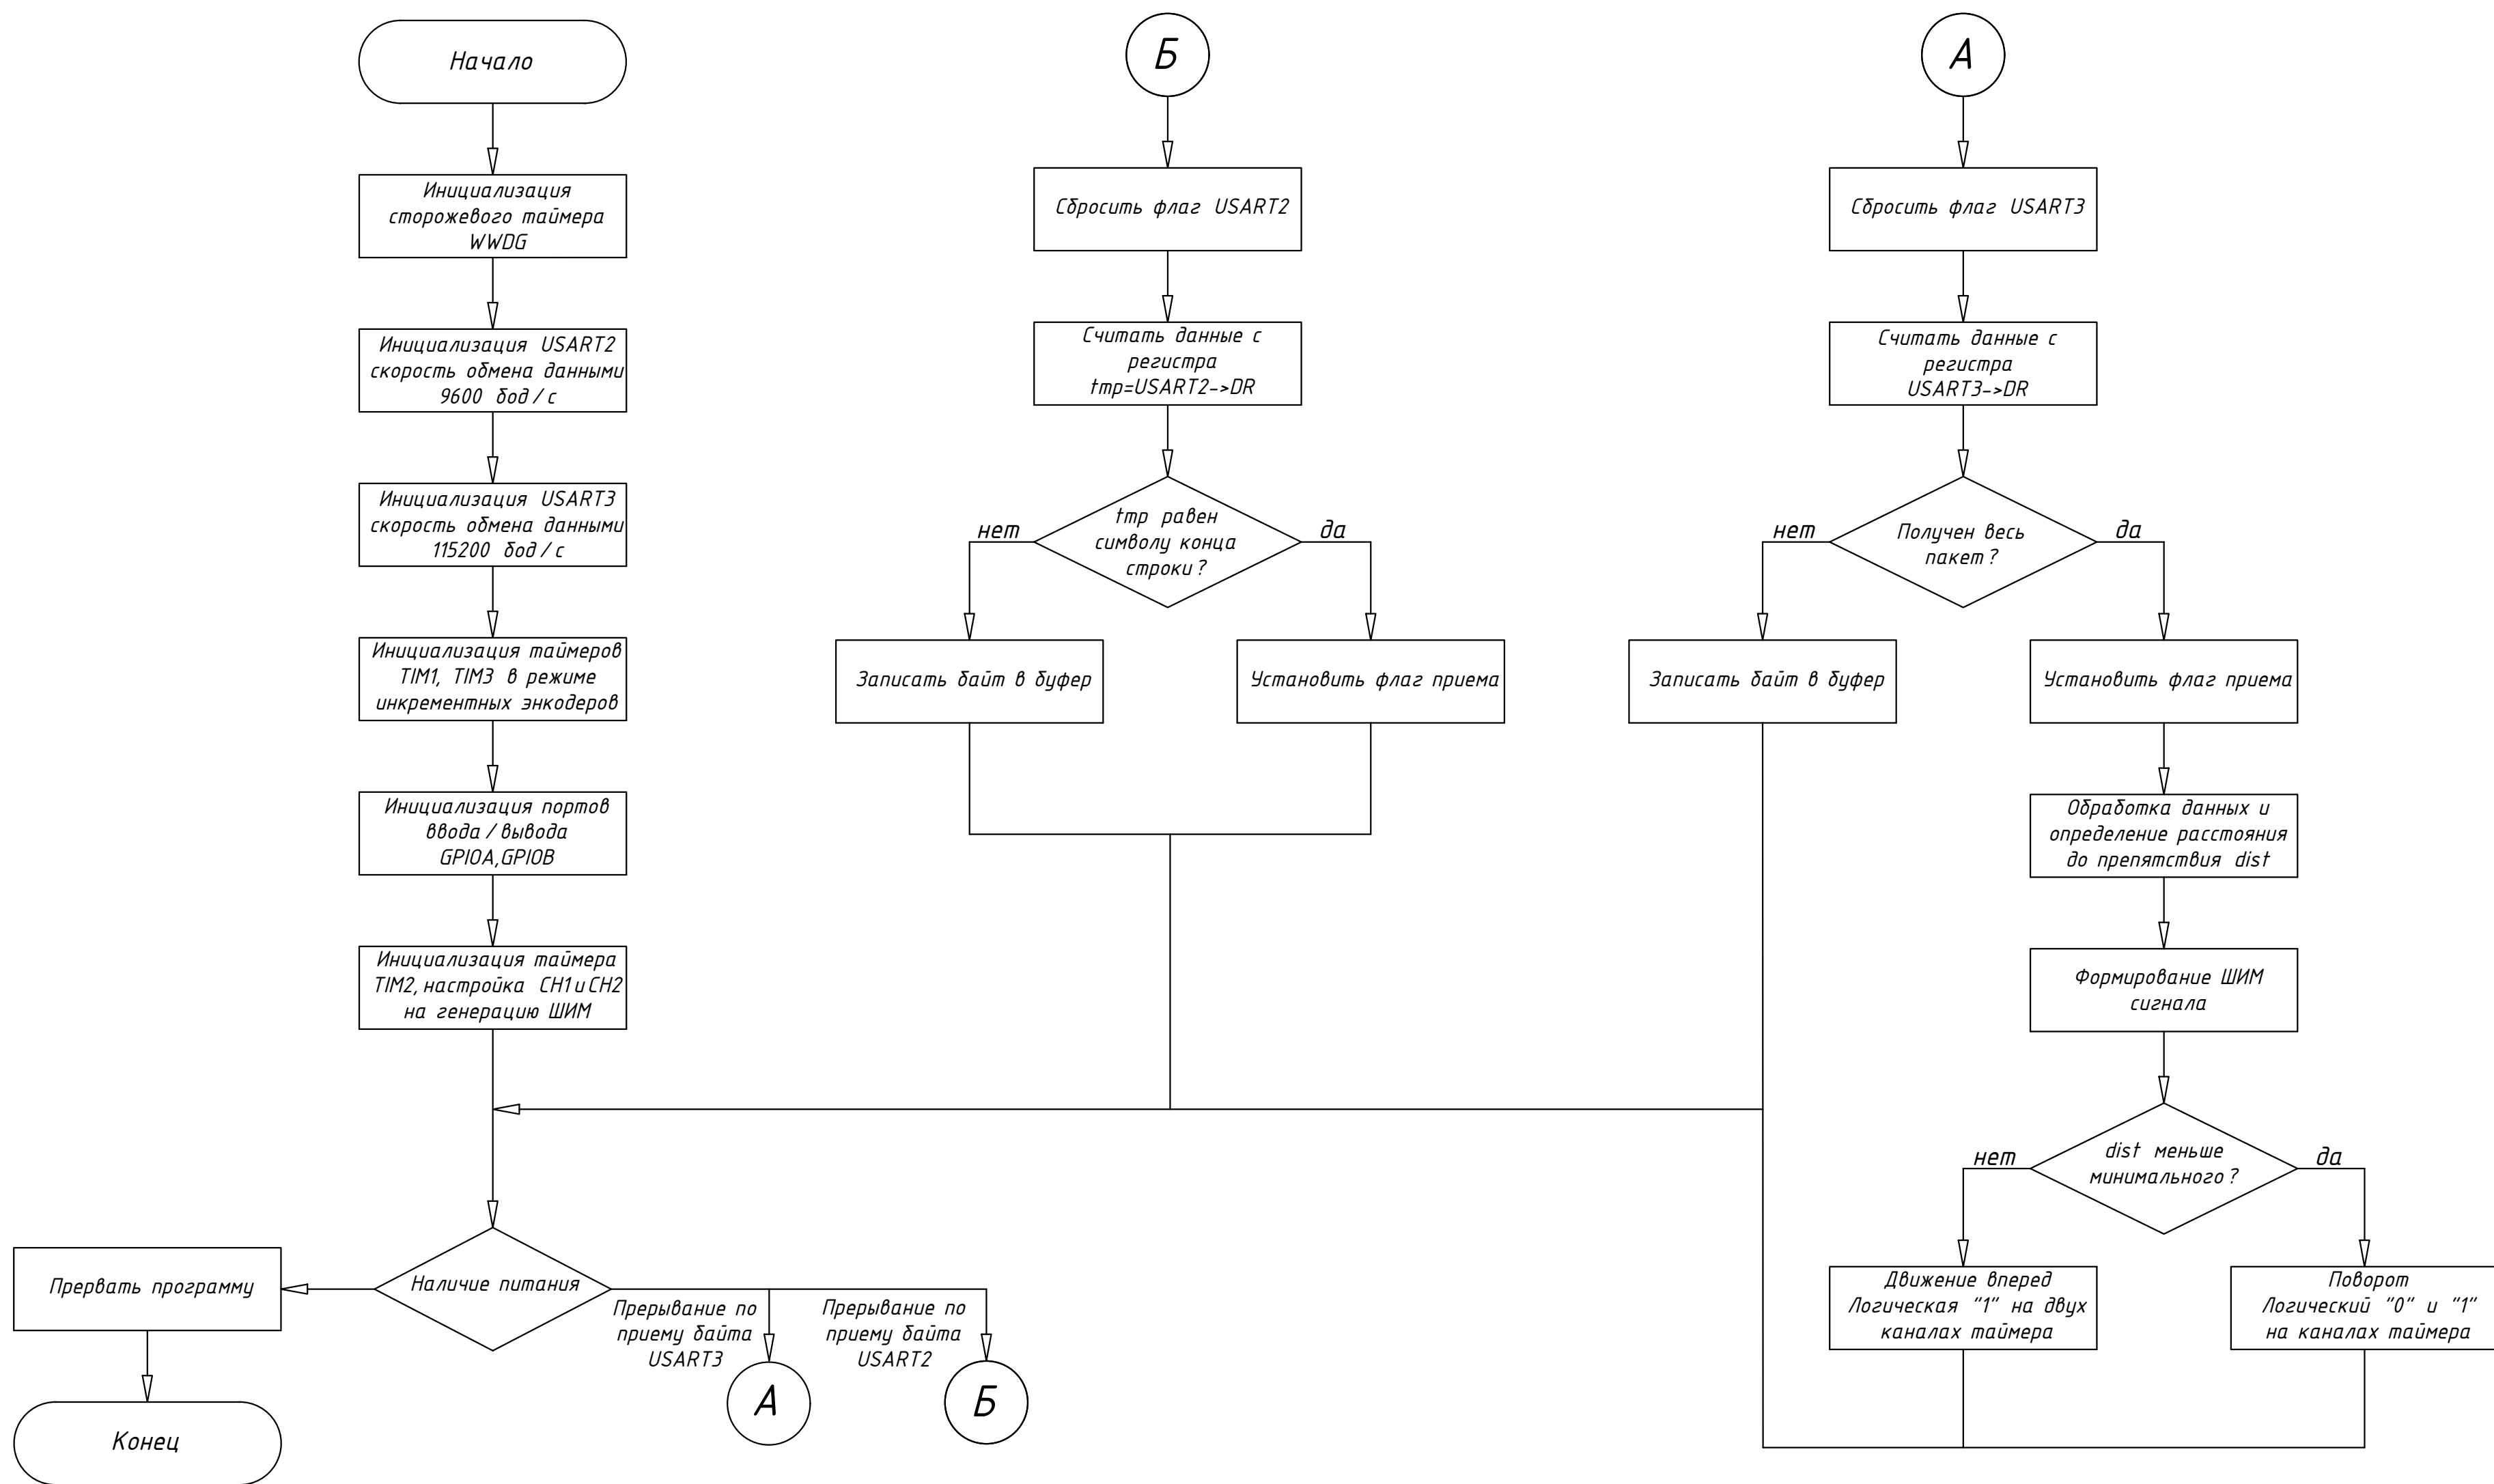 Начало
Инициализация
сторожевого таймера
WWDG
Инициализация USART2
скорость обмена данными
9600 бод/с
Инициализация USART3
скорость обмена данными
115200 бод/с
Инициализация таймеров
TIM1, TIM3 в режиме
инкрементных энкодеров
Инициализация портов
ввода/вывода
GPIOA,GPIOB
Инициализация таймера
TIM2,настройка CH1 и CH2
на генерацию ШИМ
Наличие питания
Прервать программу
Конец
Прерывание по
приему байта
USART3
А
Прерывание по
приему байта
USART2
Б
Б
Сбросить флаг USART2
Считать данные с
регистра
tmp=USART2->DR
tmp равен
символу конца
строки?
нет
да
Записать байт в буфер
Установить флаг приема
А
Сбросить флаг USART3
Считать данные с
регистра
USART3->DR
Получен весь
пакет?
нет
да
Записать байт в буфер
Установить флаг приема
Обработка данных и
определение расстояния
до препятствия dist
Формирование ШИМ
сигнала
dist меньше
минимального?
нет
да
Движение вперед
Логическая "1" на двух
каналах таймера
Поворот
Логический "0" и "1"
на каналах таймера